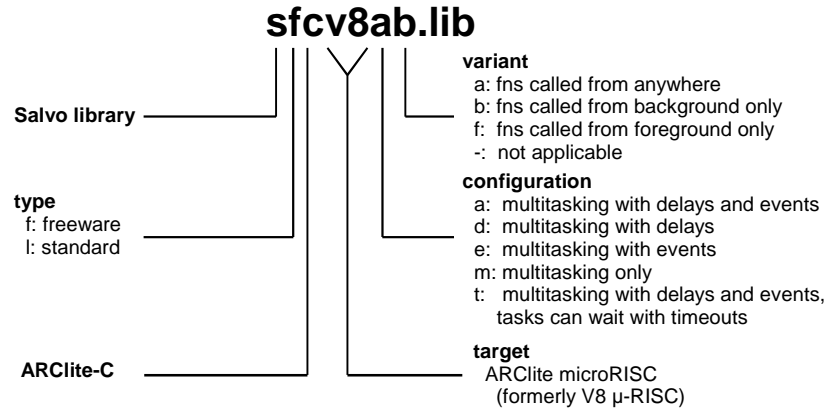 sfcv8ab.lib
Salvo library
type
f: freeware
l: standard
ARClite-C
variant
a: fns called from anywhere
b: fns called from background only
f: fns called from foreground only
-: not applicable
configuration
a: multitasking with delays and events
d: multitasking with delays
e: multitasking with events
m: multitasking only
t: multitasking with delays and events,
tasks can wait with timeouts
target
ARClite microRISC
(formerly V8 µ-RISC)